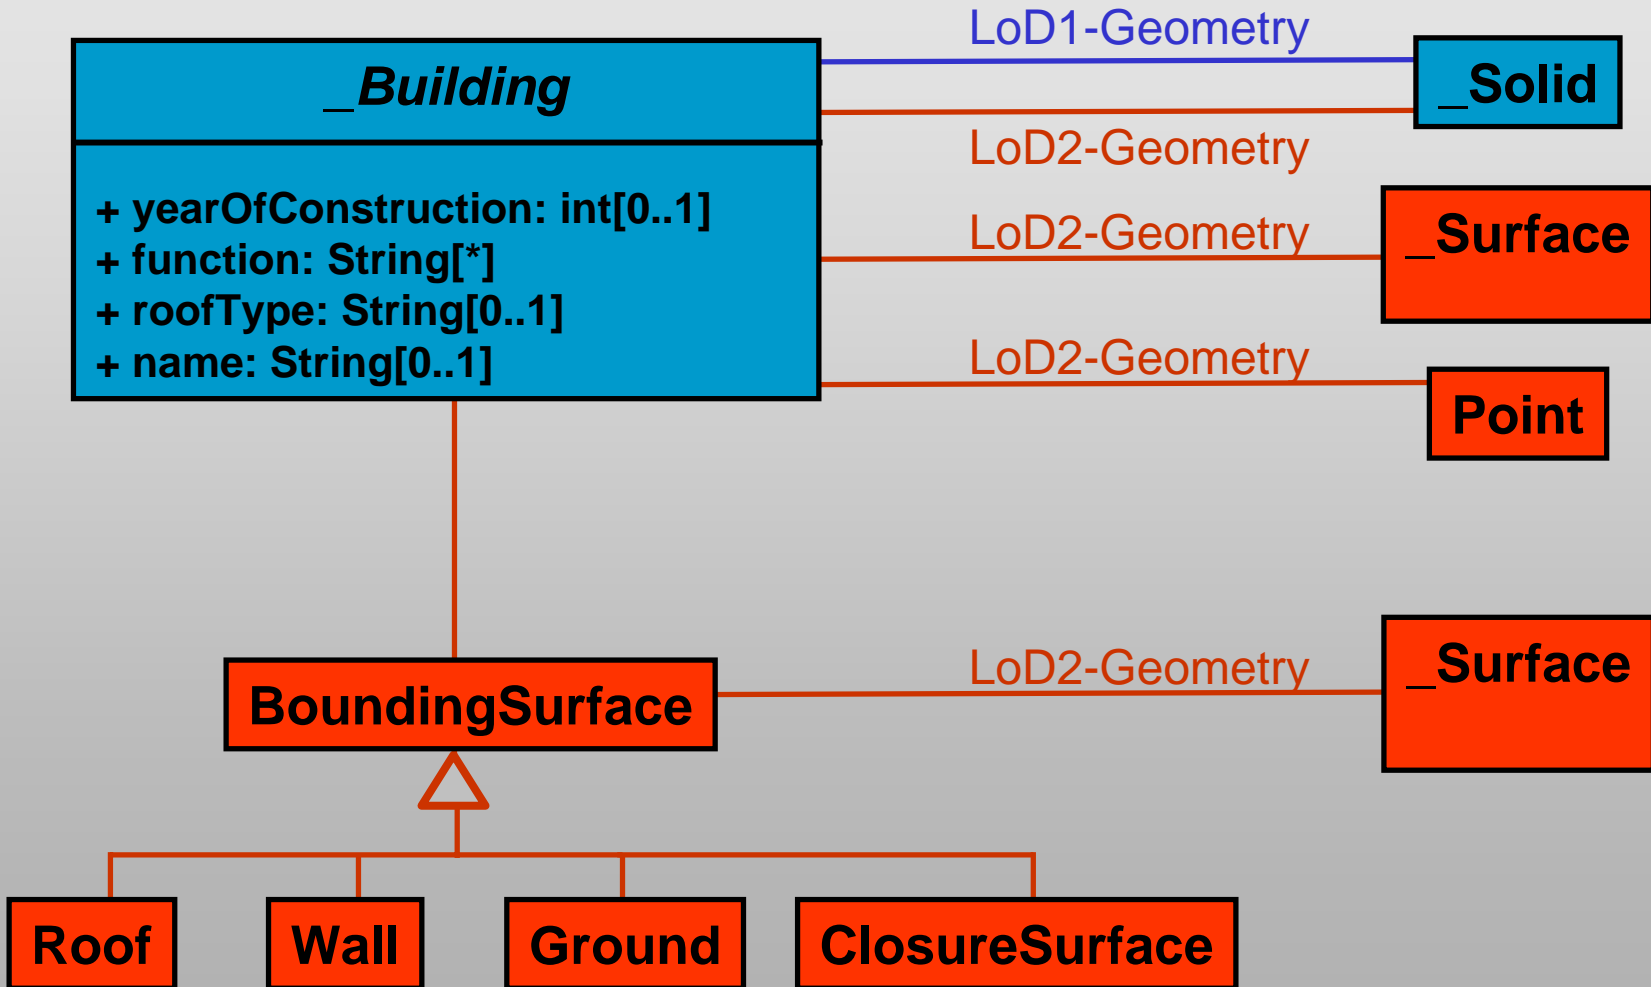 LoD1-Geometry
_Building
_Solid
LoD2-Geometry
+ yearOfConstruction: int[0..1]
+ function: String[*]
+ roofType: String[0..1]
+ name: String[0..1]
LoD2-Geometry
_Surface
LoD2-Geometry
Point
BoundingSurface
LoD2-Geometry
_Surface
Roof
Wall
Ground
ClosureSurface